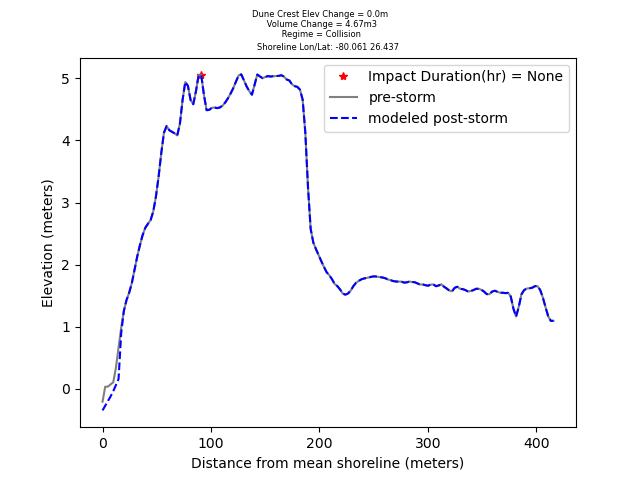 Dune Crest Elev Change = 0.0m
Volume Change = 4.67m3
Regime = Collision
Shoreline Lon/Lat: -80.061 26.437
Impact Duration(hr) = None
pre-storm
modeled post-storm
5
4
3
2
1
0
Elevation (meters)
0 100 200 300 400
Distance from mean shoreline (meters)